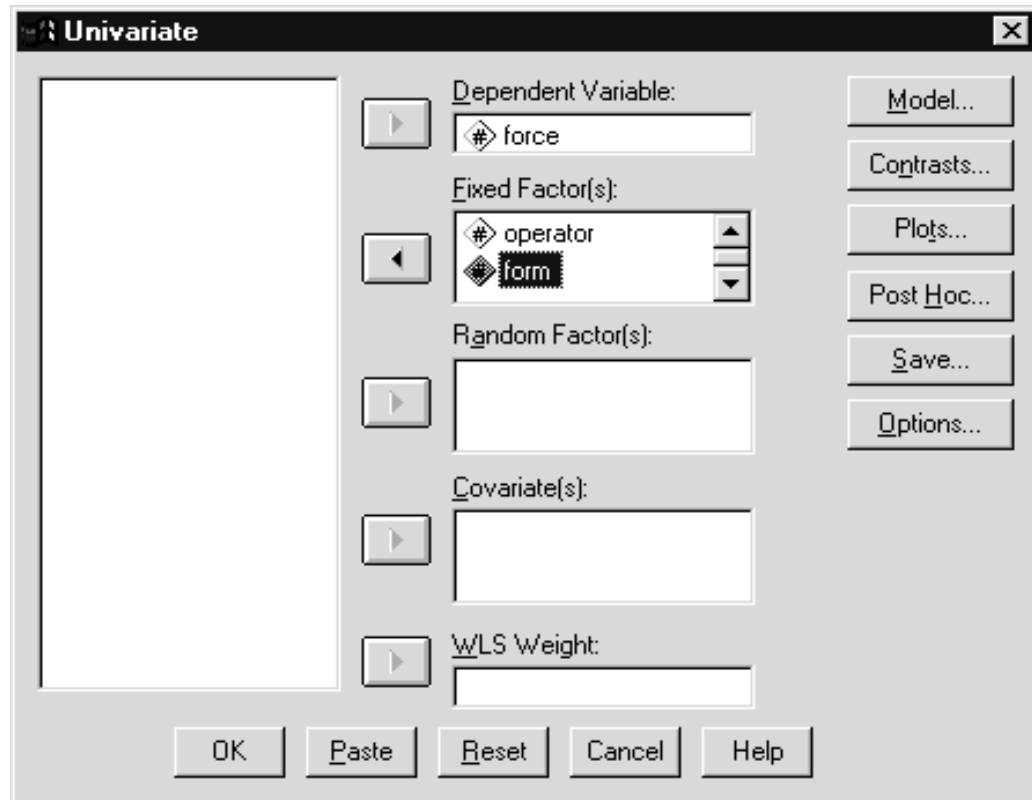 Univariate
Dependent Variable:
# force
Fixed Factor(s):
# operator
# form
Random Factor(s):
Covariate(s):
WLS Weight:
Model...
Contrasts...
Plots...
Post Hoc...
Save...
Options...
OK Paste Reset Cancel Help